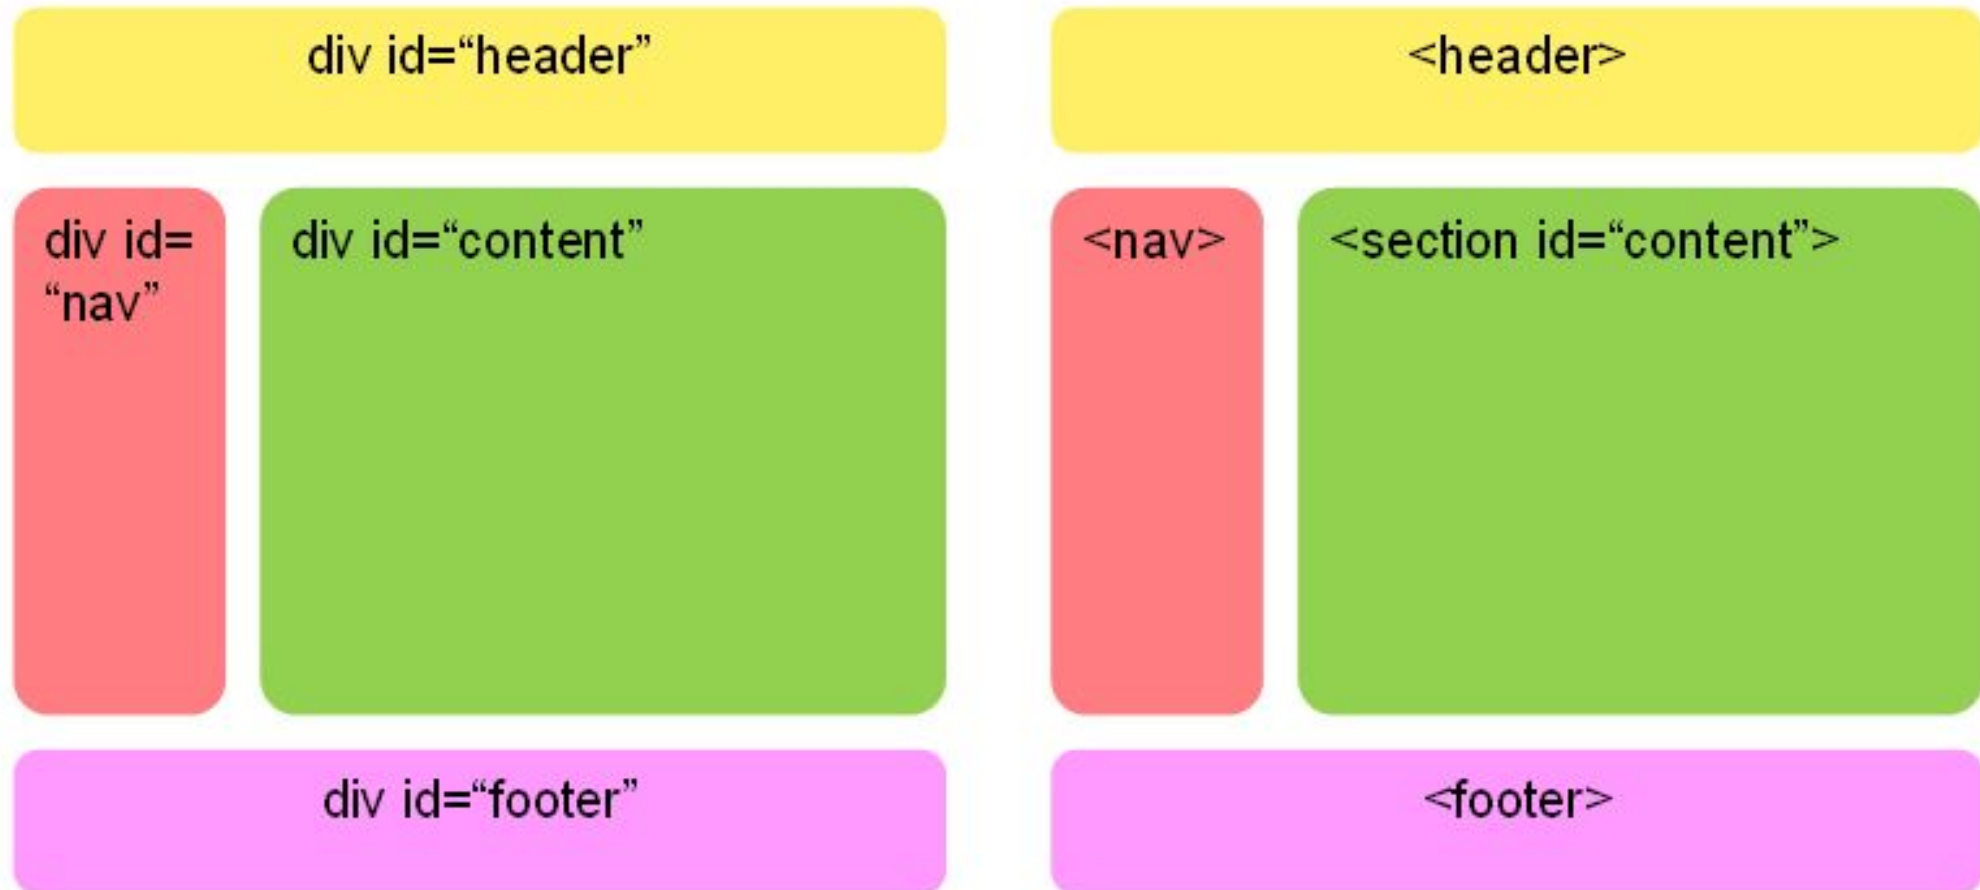 div id=“header”
<header>
div id=
“nav”
div id=“content”
<nav>
<section id=“content”>
div id=“footer”
<footer>